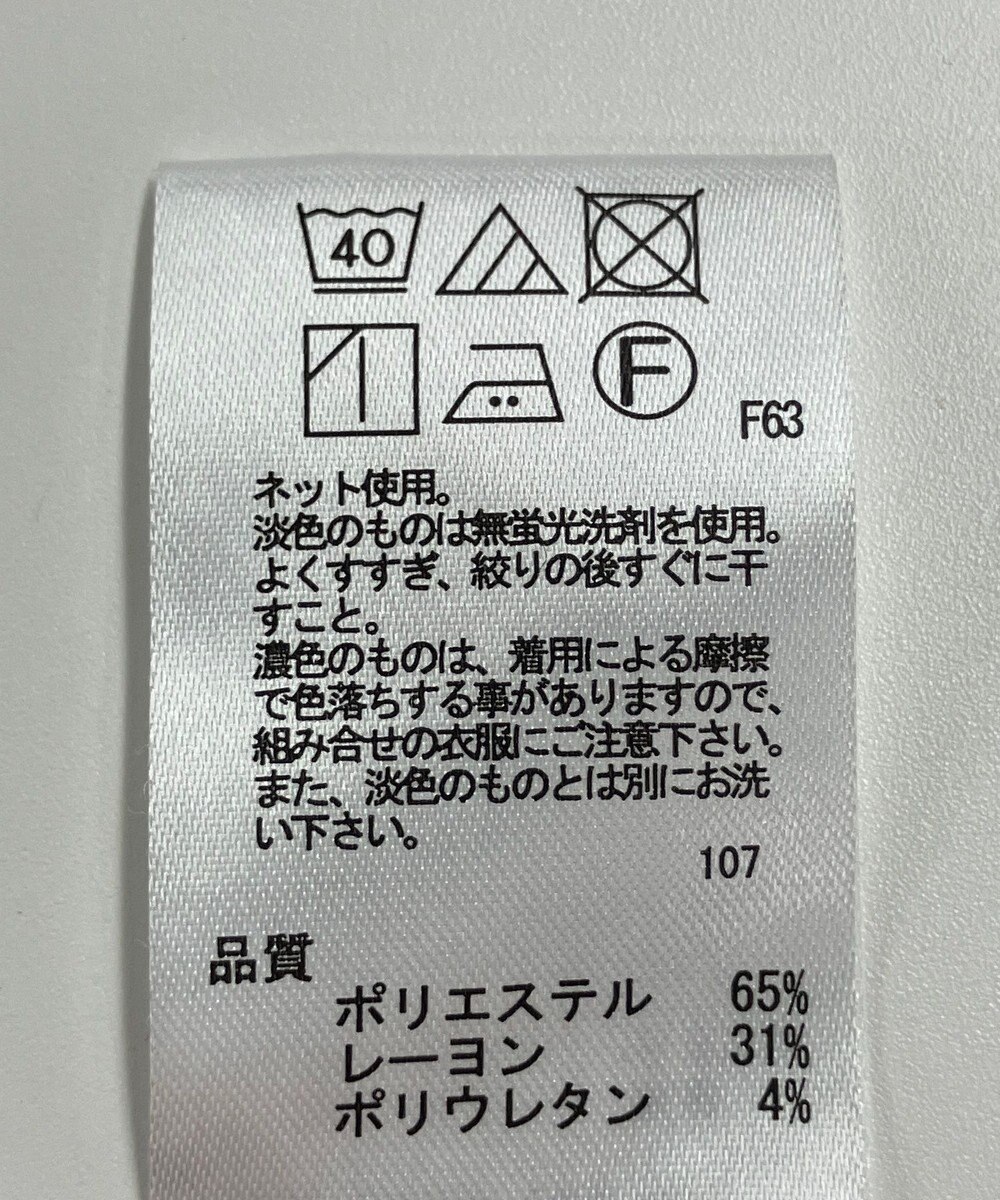 40
F
F63
ネット使用。
淡色のものは無蛍光洗剤を使用。
よくすすぎ、絞りの後すぐに干
すこと。
濃色のものは、着用による摩擦
で色落ちする事がありますので、
組み合せの衣服にご注意下さい。
また、淡色のものとは別にお洗
い下さい。
107
品質
ポリエステル 65%
レーヨン 31%
ポリウレタン 4%